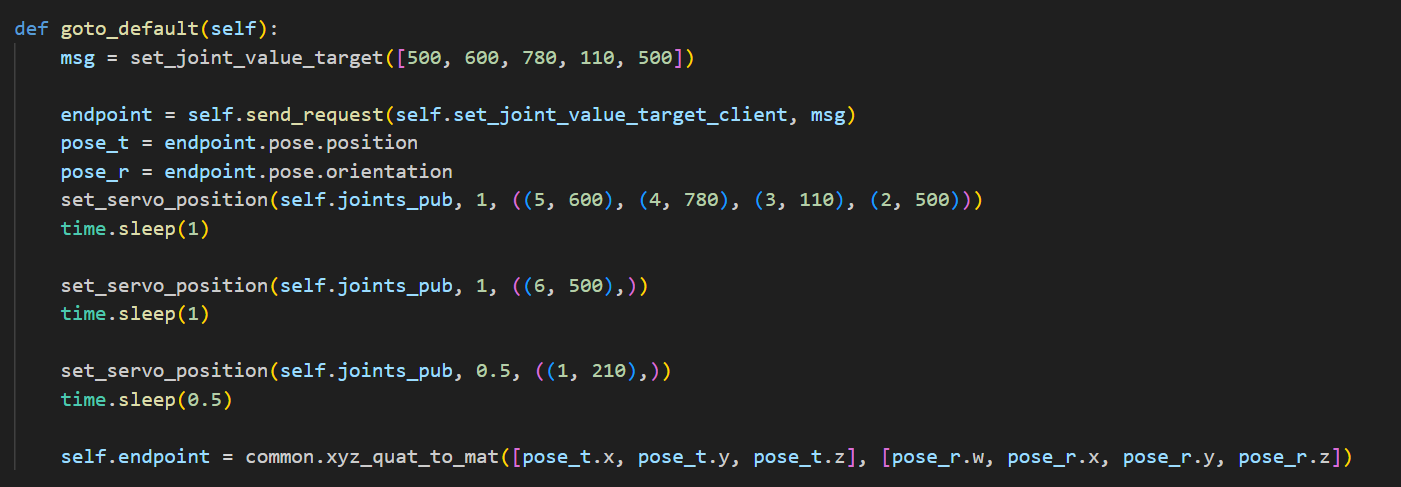 def goto_default(self):
    msg = set_joint_value_target([500, 600, 780, 110, 500])

    endpoint = self.send_request(self.set_joint_value_target_client, msg)
    pose_t = endpoint.pose.position
    pose_r = endpoint.pose.orientation
    set_servo_position(self.joints_pub, 1, ((5, 600), (4, 780), (3, 110), (2, 500)))
    time.sleep(1)

    set_servo_position(self.joints_pub, 1, ((6, 500),))
    time.sleep(1)

    set_servo_position(self.joints_pub, 0.5, ((1, 210),))
    time.sleep(0.5)

    self.endpoint = common.xyz_quat_to_mat([pose_t.x, pose_t.y, pose_t.z], [pose_r.w, pose_r.x, pose_r.y, pose_r.z])